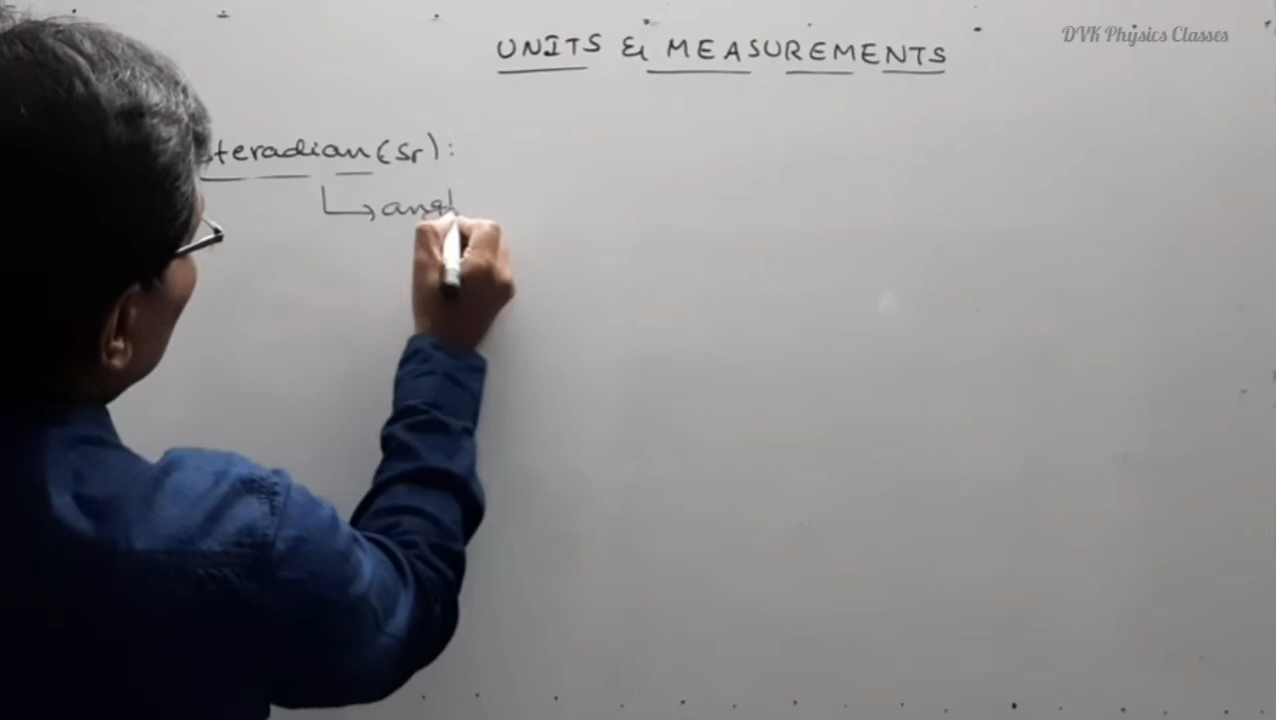 DVK Physics Classes
UNITS & MEASUREMENTS
teradian (Sr):
↳ angl